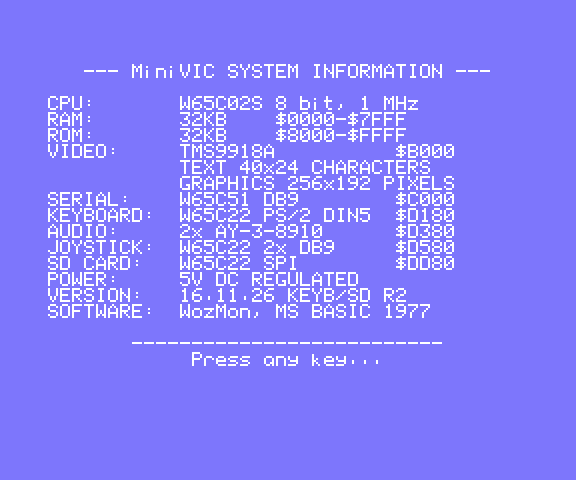 --- MiniVIC SYSTEM INFORMATION ---
CPU: W65C02S 8 bit, 1 MHz
RAM: 32KB $0000-$7FFF
ROM: 32KB $8000-$FFFF
VIDEO: TMS9918A $B000
TEXT 40x24 CHARACTERS
GRAPHICS 256x192 PIXELS
SERIAL: W65C51 DB9 $C000
KEYBOARD: W65C22 PS/2 DIN5 $D180
AUDIO: 2x AY-3-8910 $D380
JOYSTICK: W65C22 2x DB9 $D580
SD CARD: W65C22 SPI $DD80
POWER: 5V DC REGULATED
VERSION: 16.11.26 KEYB/SD R2
SOFTWARE: WozMon, MS BASIC 1977
--------------------------
Press any key...